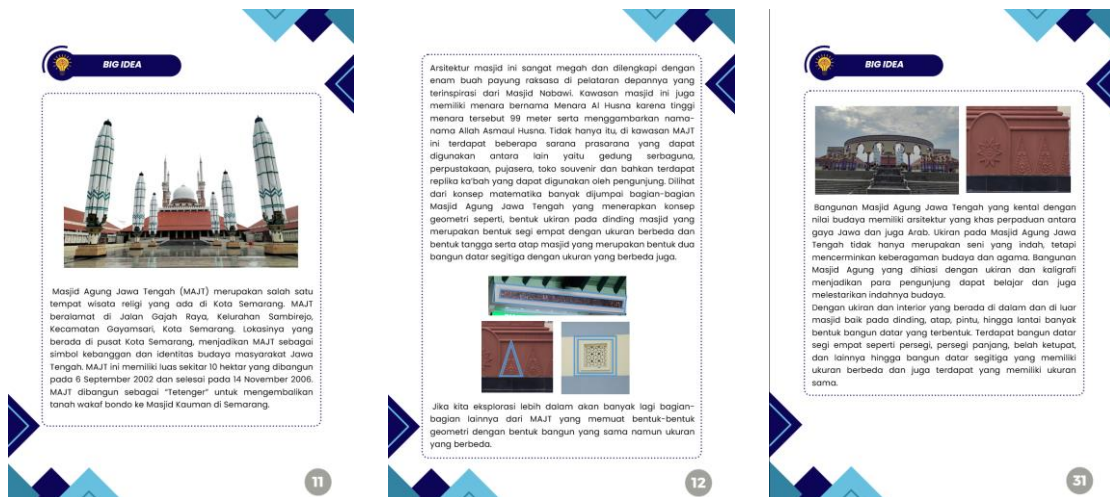 BIG IDEA
Masjid Agung Jawa Tengah (MAJT) merupakan salah satu
tempat wisata religi yang ada di Kota Semarang. MAJT
beralamat di Jalan Gajah Raya, Kelurahan Sambirejo,
Kecamatan Gayamsari, Kota Semarang. Lokasinya yang
berada di pusat Kota Semarang, menjadikan MAJT sebagai
simbol kebanggan dan identitas budaya masyarakat Jawa
Tengah. MAJT ini memiliki luas sekitar 10 hektar yang dibangun
pada 6 September 2002 dan selesai pada 14 November 2006.
MAJT dibangun sebagai “Tetenger” untuk mengembalikan
tanah wakaf bondo ke Masjid Kauman di Semarang.
11
Arsitektur masjid ini sangat megah dan dilengkapi dengan
enam buah payung raksasa di pelataran depannya yang
terinspirasi dari Masjid Nabawi. Kawasan masjid ini juga
memiliki menara bernama Menara Al Husna karena tinggi
menara tersebut 99 meter serta menggambarkan nama-
nama Allah Asmaul Husna. Tidak hanya itu, di kawasan MAJT
ini terdapat beberapa sarana prasarana yang dapat
digunakan antara lain yaitu gedung serbaguna,
perpustakaan, pujasera, toko souvenir dan bahkan terdapat
replika ka'bah yang dapat digunakan oleh pengunjung. Dilihat
dari konsep matematika banyak dijumpai bagian-bagian
Masjid Agung Jawa Tengah yang menerapkan konsep
geometri seperti, bentuk ukiran pada dinding masjid yang
merupakan bentuk segi empat dengan ukuran berbeda dan
bentuk tangga serta atap masjid yang merupakan bentuk dua
bangun datar segitiga dengan ukuran yang berbeda juga.
Jika kita eksplorasi lebih dalam akan banyak lagi bagian-
bagian lainnya dari MAJT yang memuat bentuk-bentuk
geometri dengan bentuk bangun yang sama namun ukuran
yang berbeda.
12
BIG IDEA
Bangunan Masjid Agung Jawa Tengah yang kental dengan
nilai budaya memiliki arsitektur yang khas perpaduan antara
gaya Jawa dan juga Arab. Ukiran pada Masjid Agung Jawa
Tengah tidak hanya merupakan seni yang indah, tetapi
mencerminkan keberagaman budaya dan agama. Bangunan
Masjid Agung yang dihiasi dengan ukiran dan kaligrafi
menjadikan para pengunjung dapat belajar dan juga
melestarikan indahnya budaya.
Dengan ukiran dan interior yang berada di dalam dan di luar
masjid baik pada dinding, atap, pintu, hingga lantai banyak
bentuk bangun datar yang terbentuk. Terdapat bangun datar
segi empat seperti persegi, persegi panjang, belah ketupat,
dan lainnya hingga bangun datar segitiga yang memiliki
ukuran berbeda dan juga terdapat yang memiliki ukuran
sama.
31